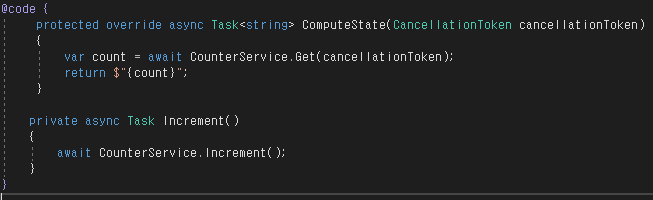 @code {
    protected override async Task<string> ComputeState(CancellationToken cancellationToken)
    {
        var count = await CounterService.Get(cancellationToken);
        return $"{count}";
    }

    private async Task Increment()
    {
        await CounterService.Increment();
    }
}